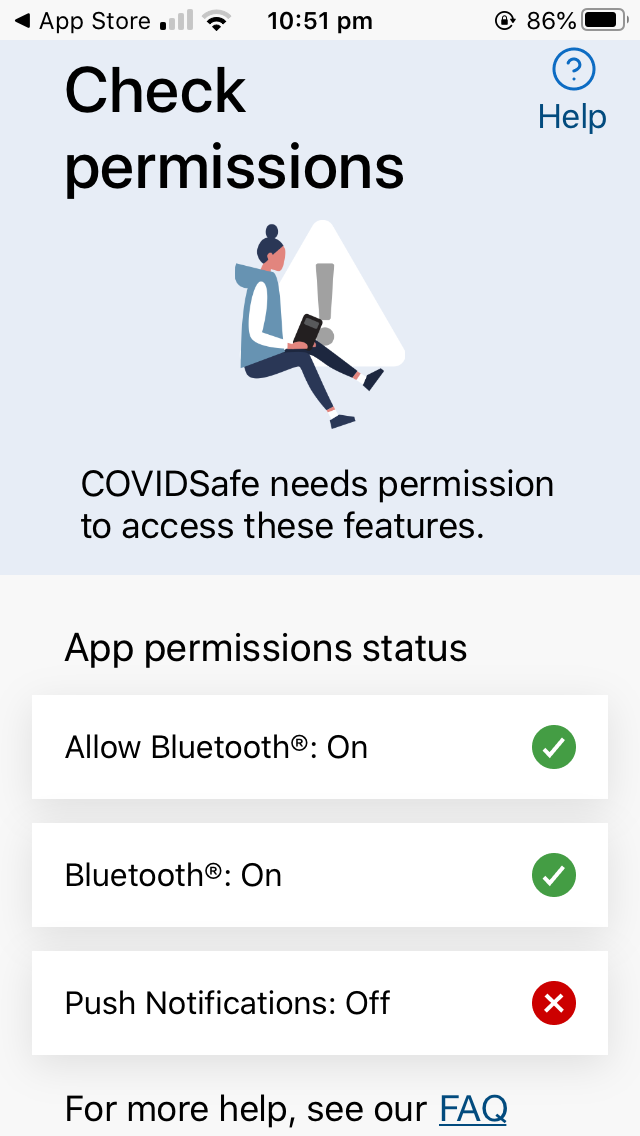 App Store 10:51 pm 86%
Check
permissions
Help
COVIDSafe needs permission
to access these features.
App permissions status
Allow Bluetooth®: On
Bluetooth®: On
Push Notifications: Off
For more help, see our FAQ